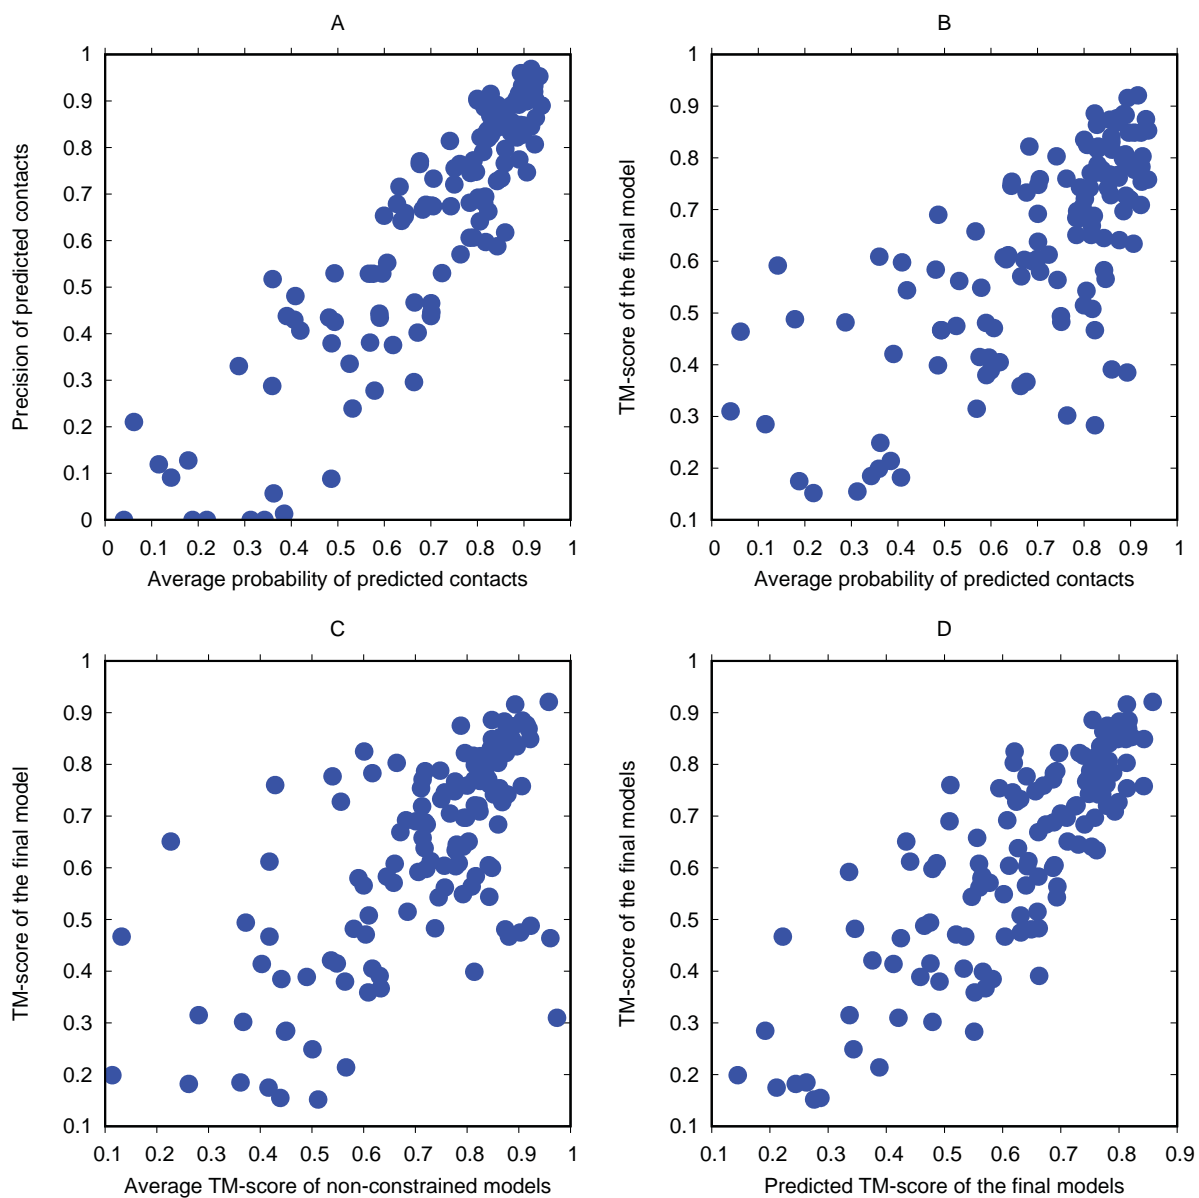 A
1
0.9
0.8
0.7
0.6
0.5
0.4
0.3
0.2
0.1
0
Precision of predicted contacts
0 0.1 0.2 0.3 0.4 0.5 0.6 0.7 0.8 0.9 1
Average probability of predicted contacts
B
1
0.9
0.8
0.7
0.6
0.5
0.4
0.3
0.2
0.1
TM-score of the final model
0 0.1 0.2 0.3 0.4 0.5 0.6 0.7 0.8 0.9 1
Average probability of predicted contacts
C
1
0.9
0.8
0.7
0.6
0.5
0.4
0.3
0.2
0.1
TM-score of the final model
0.1 0.2 0.3 0.4 0.5 0.6 0.7 0.8 0.9 1
Average TM-score of non-constrained models
D
1
0.9
0.8
0.7
0.6
0.5
0.4
0.3
0.2
0.1
TM-score of the final models
0.1 0.2 0.3 0.4 0.5 0.6 0.7 0.8 0.9
Predicted TM-score of the final models